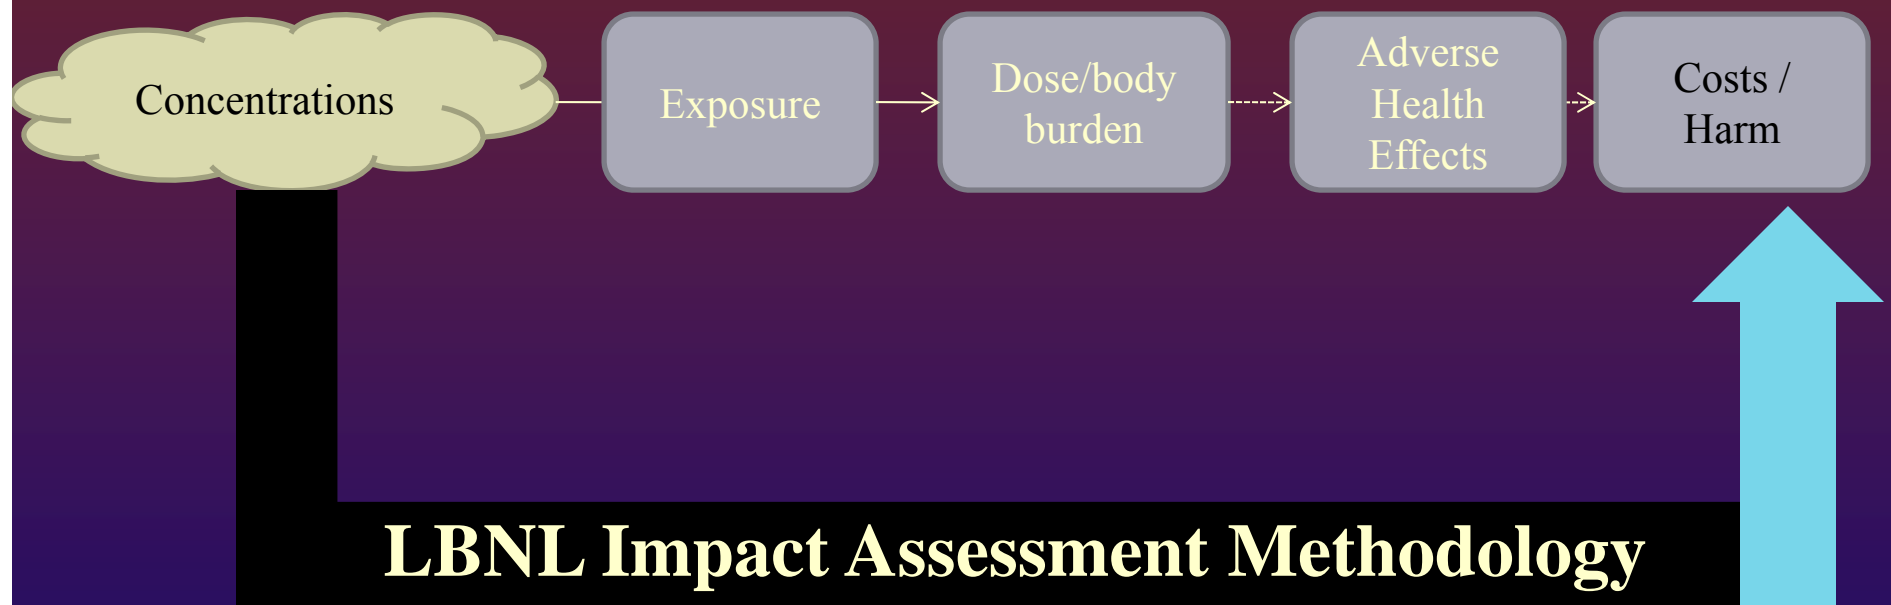 Concentrations
Exposure
Dose/body
burden
Adverse
Health
Effects
Costs /
Harm
LBNL Impact Assessment Methodology